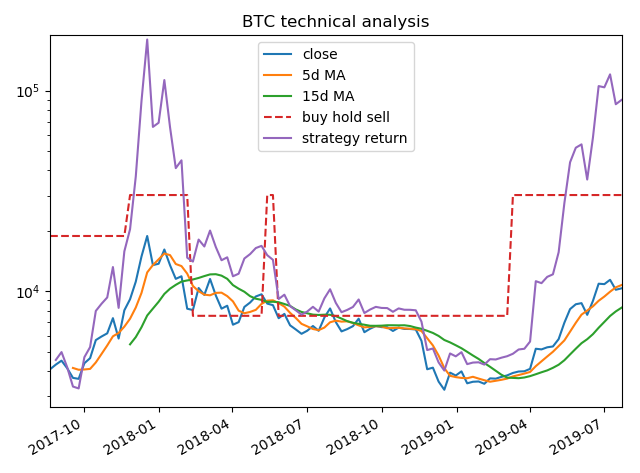 BTC technical analysis
close
5d MA
15d MA
buy hold sell
strategy return
10^5
10^4
2017-10
2018-01
2018-04
2018-07
2018-10
2019-01
2019-04
2019-07